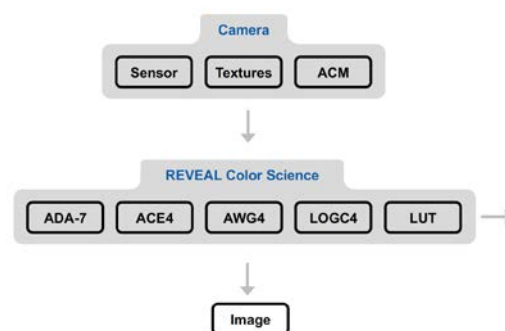 Camera
Sensor Textures ACM
REVEAL Color Science
ADA-7 ACE4 AWG4 LOGC4 LUT
Image